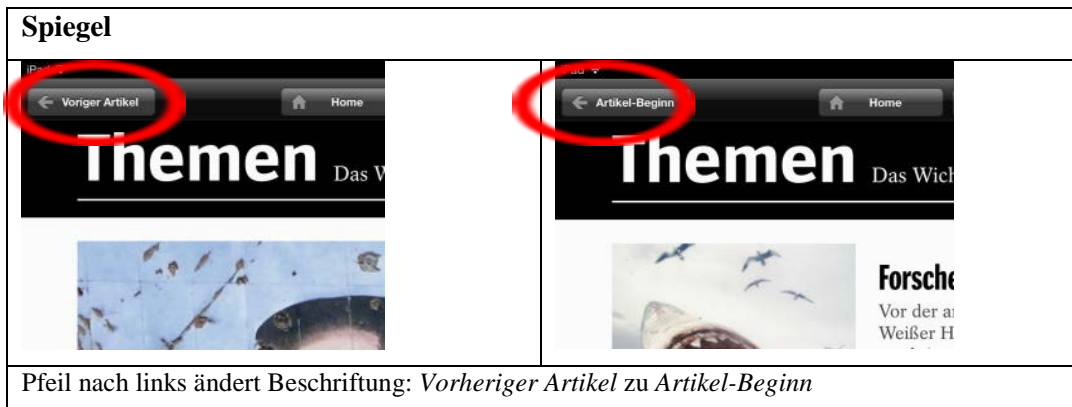 Spiegel
iPad
Voriger Artikel
Home
Themen Das W
Artikel-Beginn
Home
Themen Das Wich
Forsche
Vor der a
Weißer H
Pfeil nach links ändert Beschriftung: Vorheriger Artikel zu Artikel-Beginn